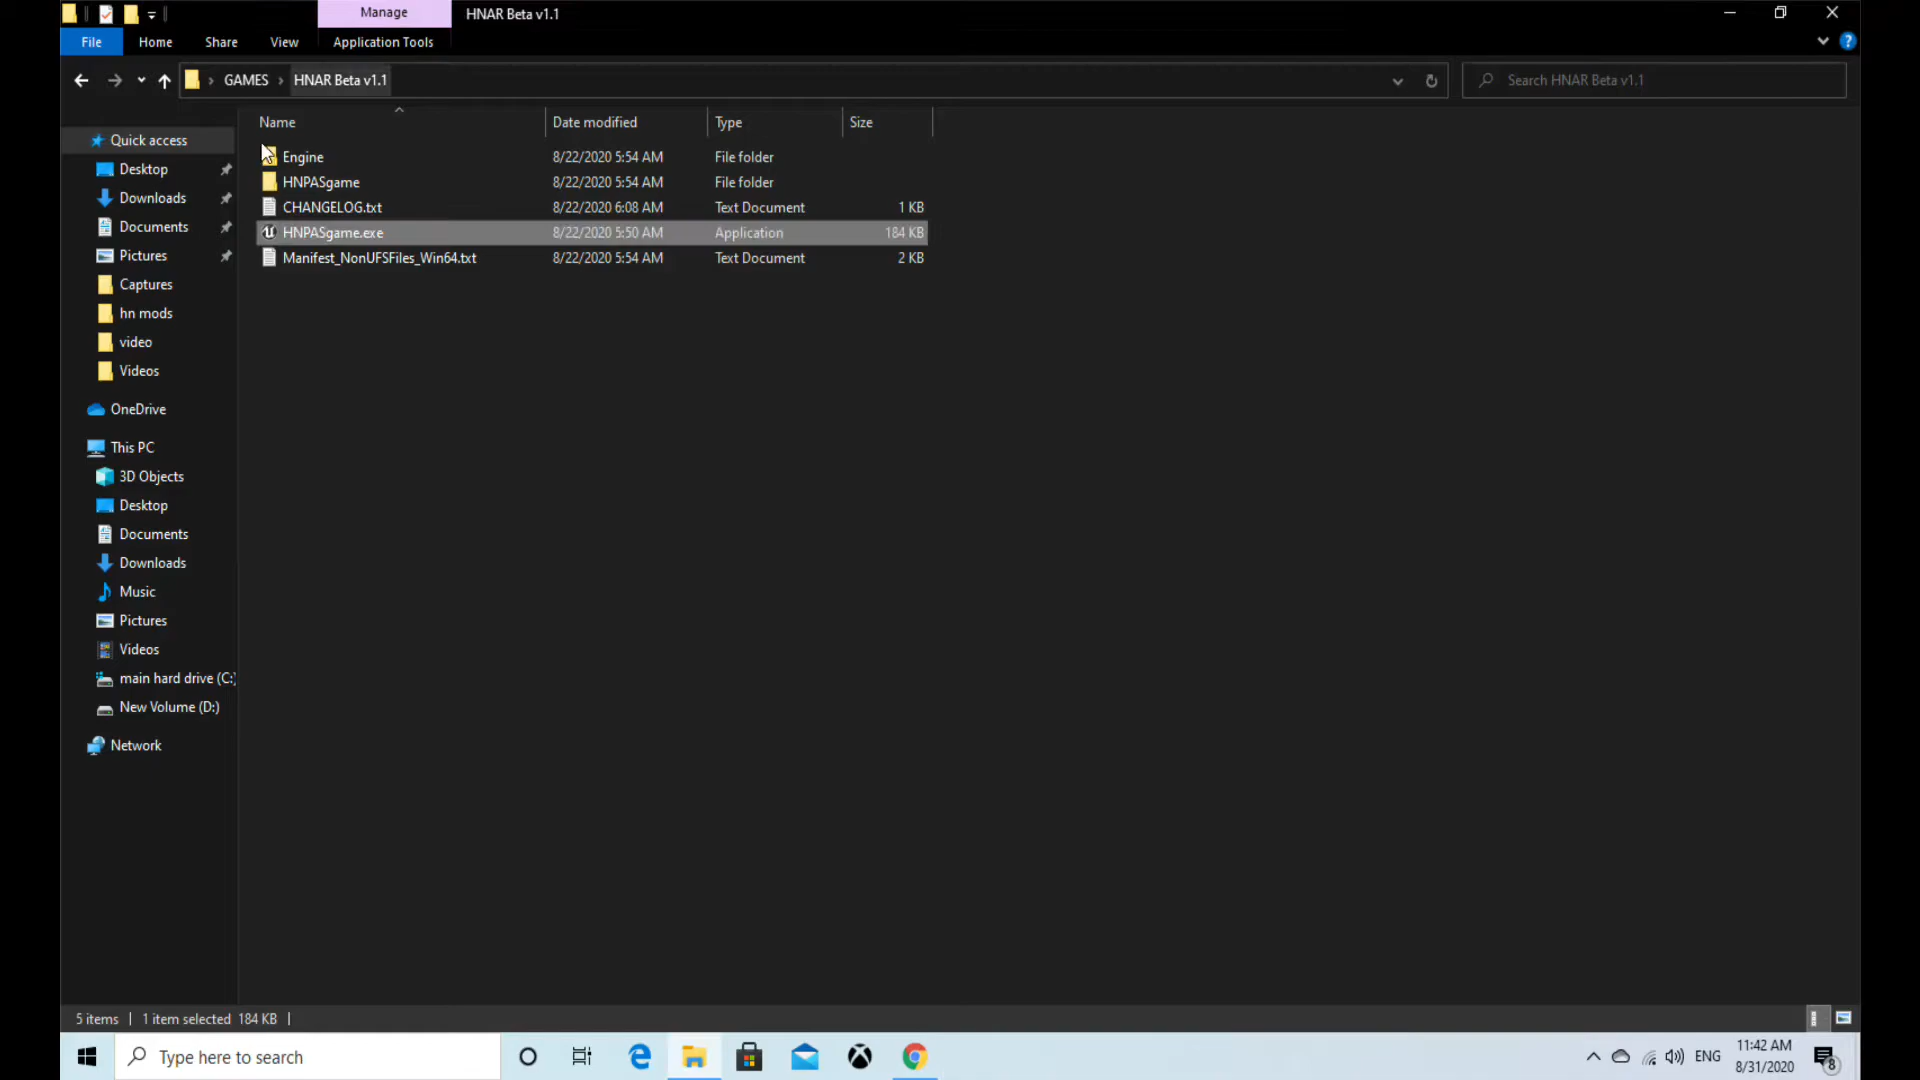 Manage
HNAR Beta v1.1
File
Home
Share
View
Application Tools
GAMES
HNAR Beta v1.1
Search HNAR Beta v1.1
Name
Date modified
Type
Size
Engine 8/22/2020 5:54 AM File folder
HNPASgame 8/22/2020 5:54 AM File folder
CHANGELOG.txt 8/22/2020 6:08 AM Text Document 1 KB
HNPASgame.exe 8/22/2020 5:50 AM Application 184 KB
Manifest_NonUFSFiles_Win64.txt 8/22/2020 5:54 AM Text Document 2 KB
Quick access
Desktop
Downloads
Documents
Pictures
Captures
hn mods
video
Videos
OneDrive
This PC
3D Objects
Desktop
Documents
Downloads
Music
Pictures
Videos
main hard drive (C:)
New Volume (D:)
Network
5 items
1 item selected 184 KB
Type here to search
ENG
11:42 AM
8/31/2020
8